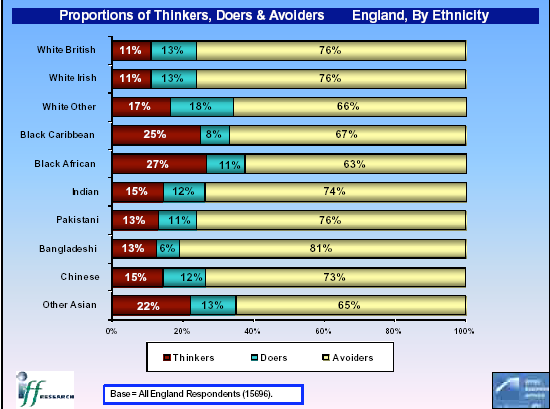 Proportions of Thinkers, Doers & Avoiders England, By Ethnicity
White British 11% 13% 76%
White Irish 11% 13% 76%
White Other 17% 18% 66%
Black Caribbean 25% 8% 67%
Black African 27% 11% 63%
Indian 15% 12% 74%
Pakistani 13% 11% 76%
Bangladeshi 13% 6% 81%
Chinese 15% 12% 73%
Other Asian 22% 13% 65%
0% 20% 40% 60% 80% 100%
Thinkers Doers Avoiders
iff RESEARCH
Base = All England Respondents (15696).